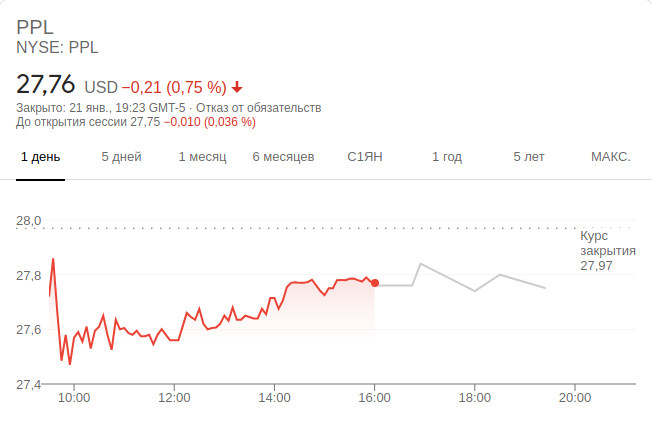 PPL
NYSE: PPL
27,76 USD −0,21 (0,75 %)
Закрыто: 21 янв., 19:23 GMT-5 · Отказ от обязательств
До открытия сессии 27,75 −0,010 (0,036 %)
1 день 5 дней 1 месяц 6 месяцев С1ЯН 1 год 5 лет МАКС.
28,0
Курс
закрытия
27,97
27,8
27,6
27,4
10:00 12:00 14:00 16:00 18:00 20:00